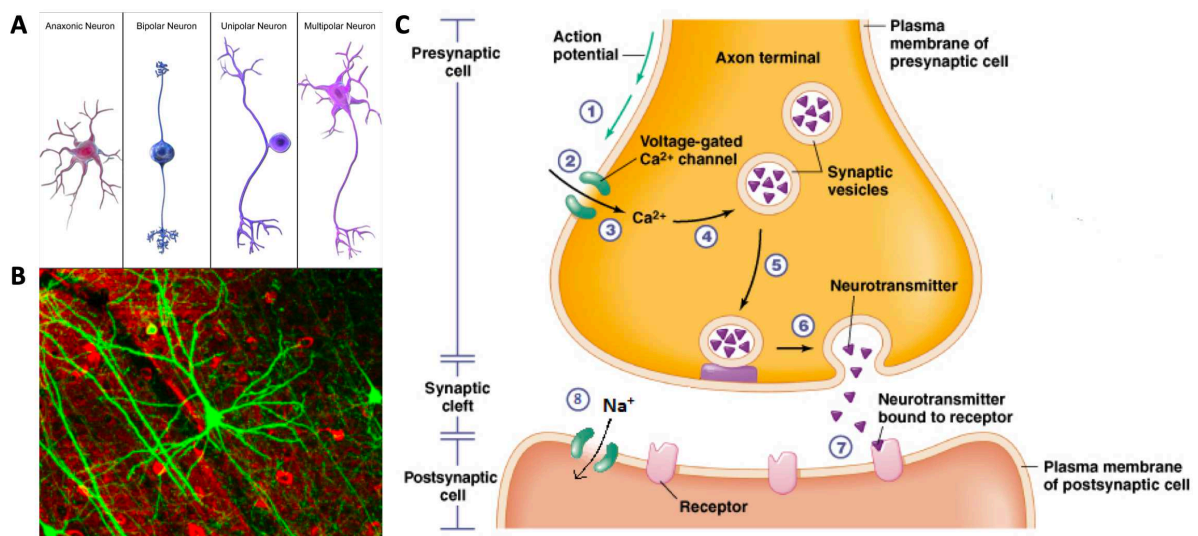 A
Anaxonic Neuron
Bipolar Neuron
Unipolar Neuron
Multipolar Neuron
B
C
Presynaptic
cell
Synaptic
cleft
Postsynaptic
cell
Action
potential
Axon terminal
Plasma
membrane of
presynaptic cell
1
2
Voltage-gated
Ca²⁺ channel
Synaptic
vesicles
3
Ca²⁺
4
5
Neurotransmitter
6
8
Na⁺
Neurotransmitter
bound to receptor
7
Receptor
Plasma membrane
of postsynaptic cell